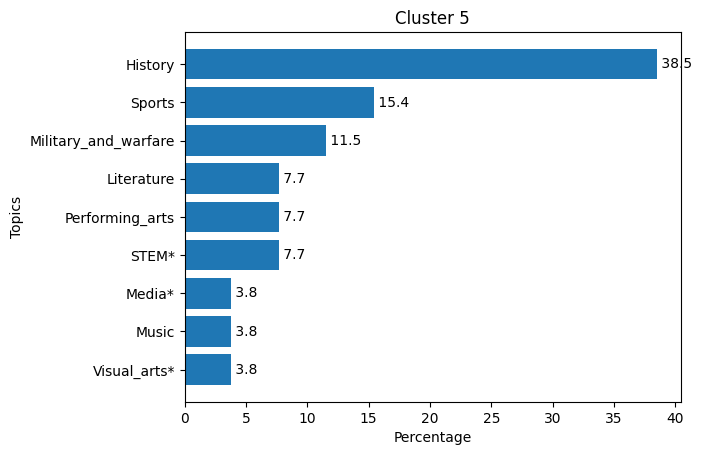 Cluster 5
History 38.5
Sports 15.4
Military_and_warfare 11.5
Literature 7.7
Performing_arts 7.7
STEM* 7.7
Media* 3.8
Music 3.8
Visual_arts* 3.8
Topics
0 5 10 15 20 25 30 35 40
Percentage